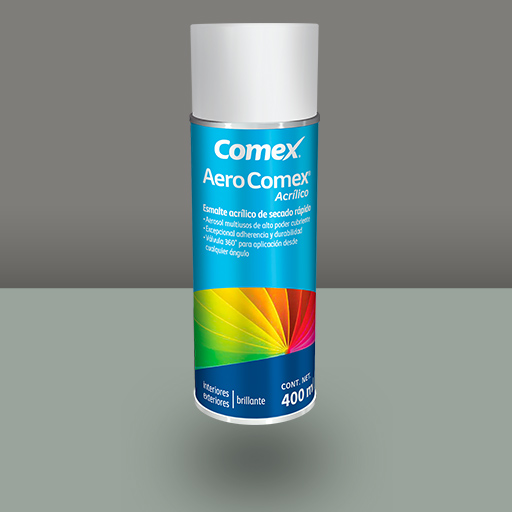 Comex
AeroComex®
Acrílico
Esmalte acrílico de secado rápido
• Aerosol multiusos de alto poder cubriente
• Excepcional adherencia y durabilidad
• Válvula 360° para aplicación desde
cualquier ángulo
interiores
exteriores
brillante
CONT. NET.
400 m